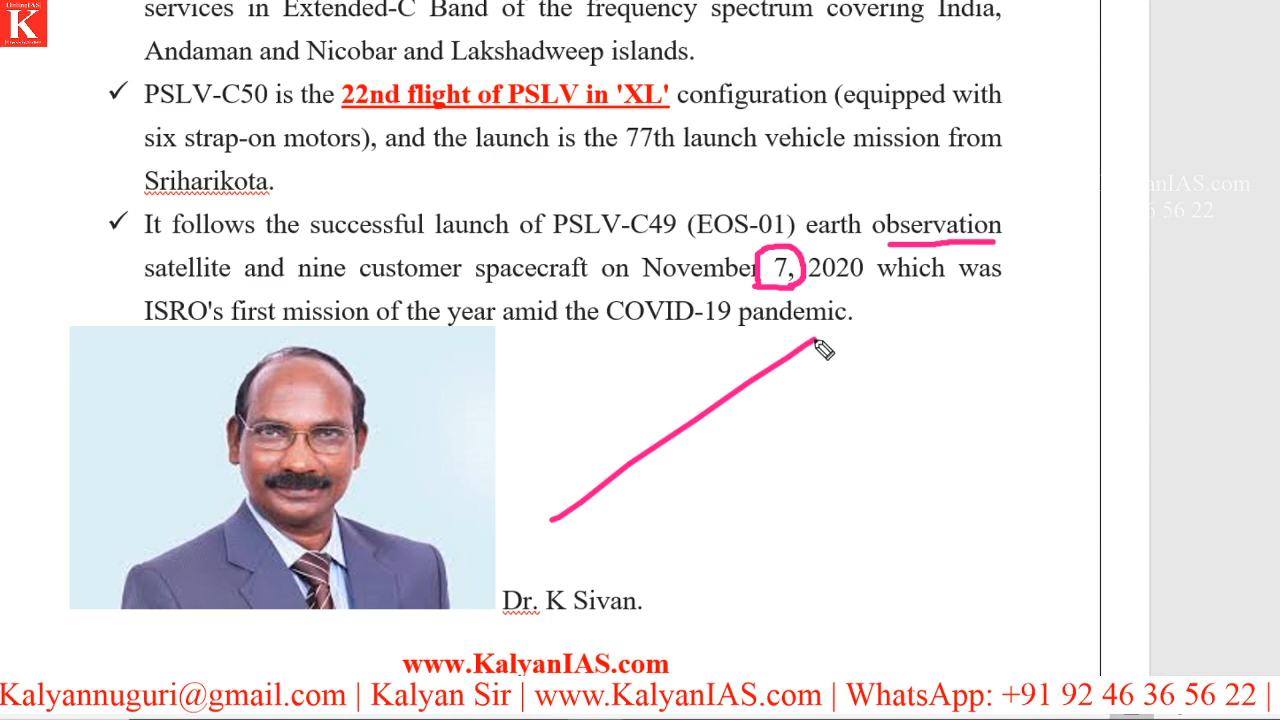 OnlineIAS
K
services in Extended-C Band of the frequency spectrum covering India,
Andaman and Nicobar and Lakshadweep islands.
✓ PSLV-C50 is the 22nd flight of PSLV in 'XL' configuration (equipped with
six strap-on motors), and the launch is the 77th launch vehicle mission from
Sriharikota.
✓ It follows the successful launch of PSLV-C49 (EOS-01) earth observation
satellite and nine customer spacecraft on November 7, 2020 which was
ISRO's first mission of the year amid the COVID-19 pandemic.
Dr. K Sivan.
www.KalyanIAS.com
Kalyannuguri@gmail.com | Kalyan Sir | www.KalyanIAS.com | WhatsApp: +91 92 46 36 56 22 |
anIAS.com
56 22